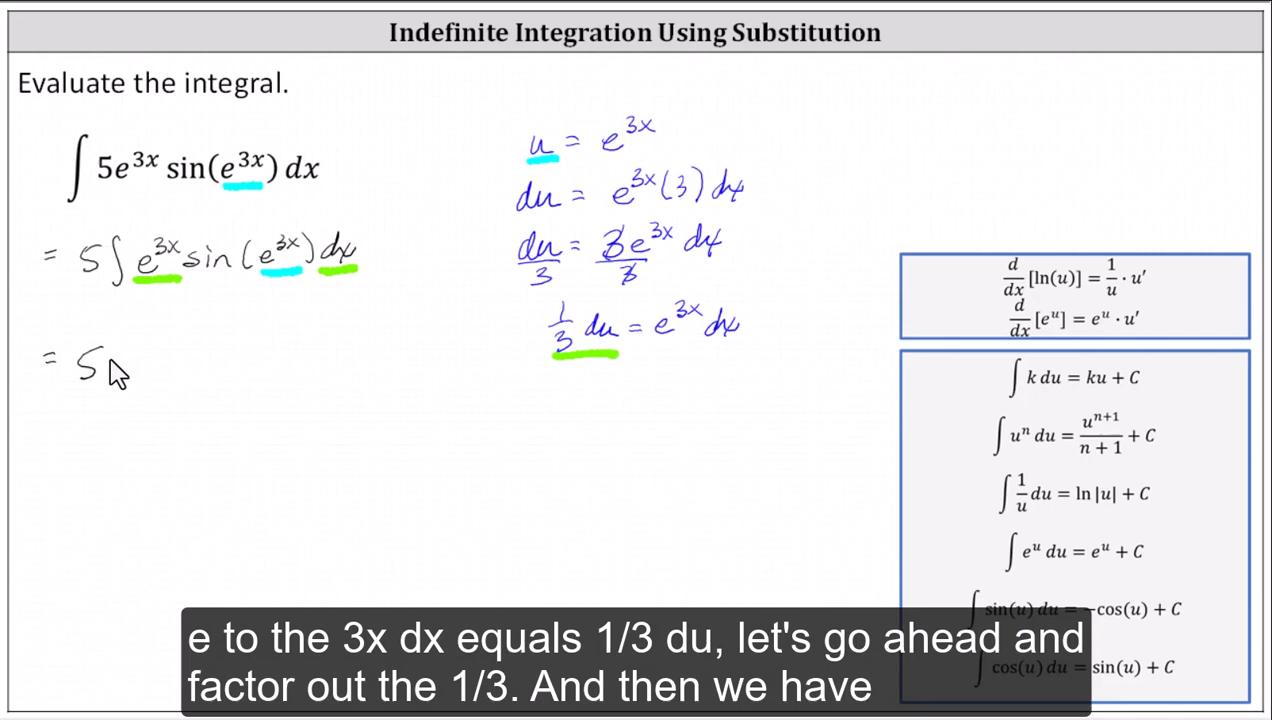 Indefinite Integration Using Substitution
Evaluate the integral.
∫ 5e^{3x} sin(e^{3x}) dx
= 5∫ e^{3x} sin(e^{3x}) dx
= 5
u = e^{3x}
du = e^{3x}(3) dx
du/3 = 3e^{3x}/3 dx
1/3 du = e^{3x} dx
d/dx [ln(u)] = 1/u · u′
d/dx [e^u] = e^u · u′
∫ k du = ku + C
∫ u^n du = u^{n+1}/(n + 1) + C
∫ 1/u du = ln |u| + C
∫ e^u du = e^u + C
∫ sin(u) du = −cos(u) + C
∫ cos(u) du = sin(u) + C
e to the 3x dx equals 1/3 du, let's go ahead and
factor out the 1/3. And then we have